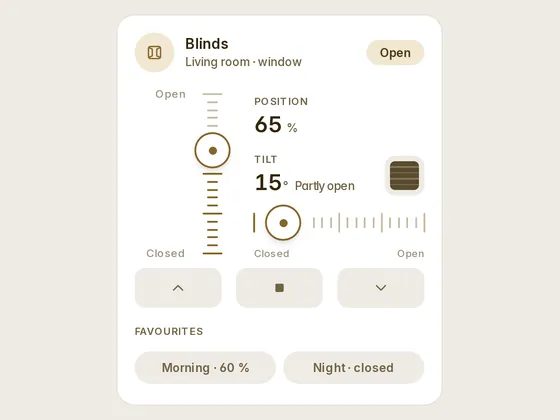 Blinds
Living room · window
Open
Open
POSITION
65 %
TILT
15° Partly open
Closed
Closed
Open
FAVOURITES
Morning · 60 %
Night · closed